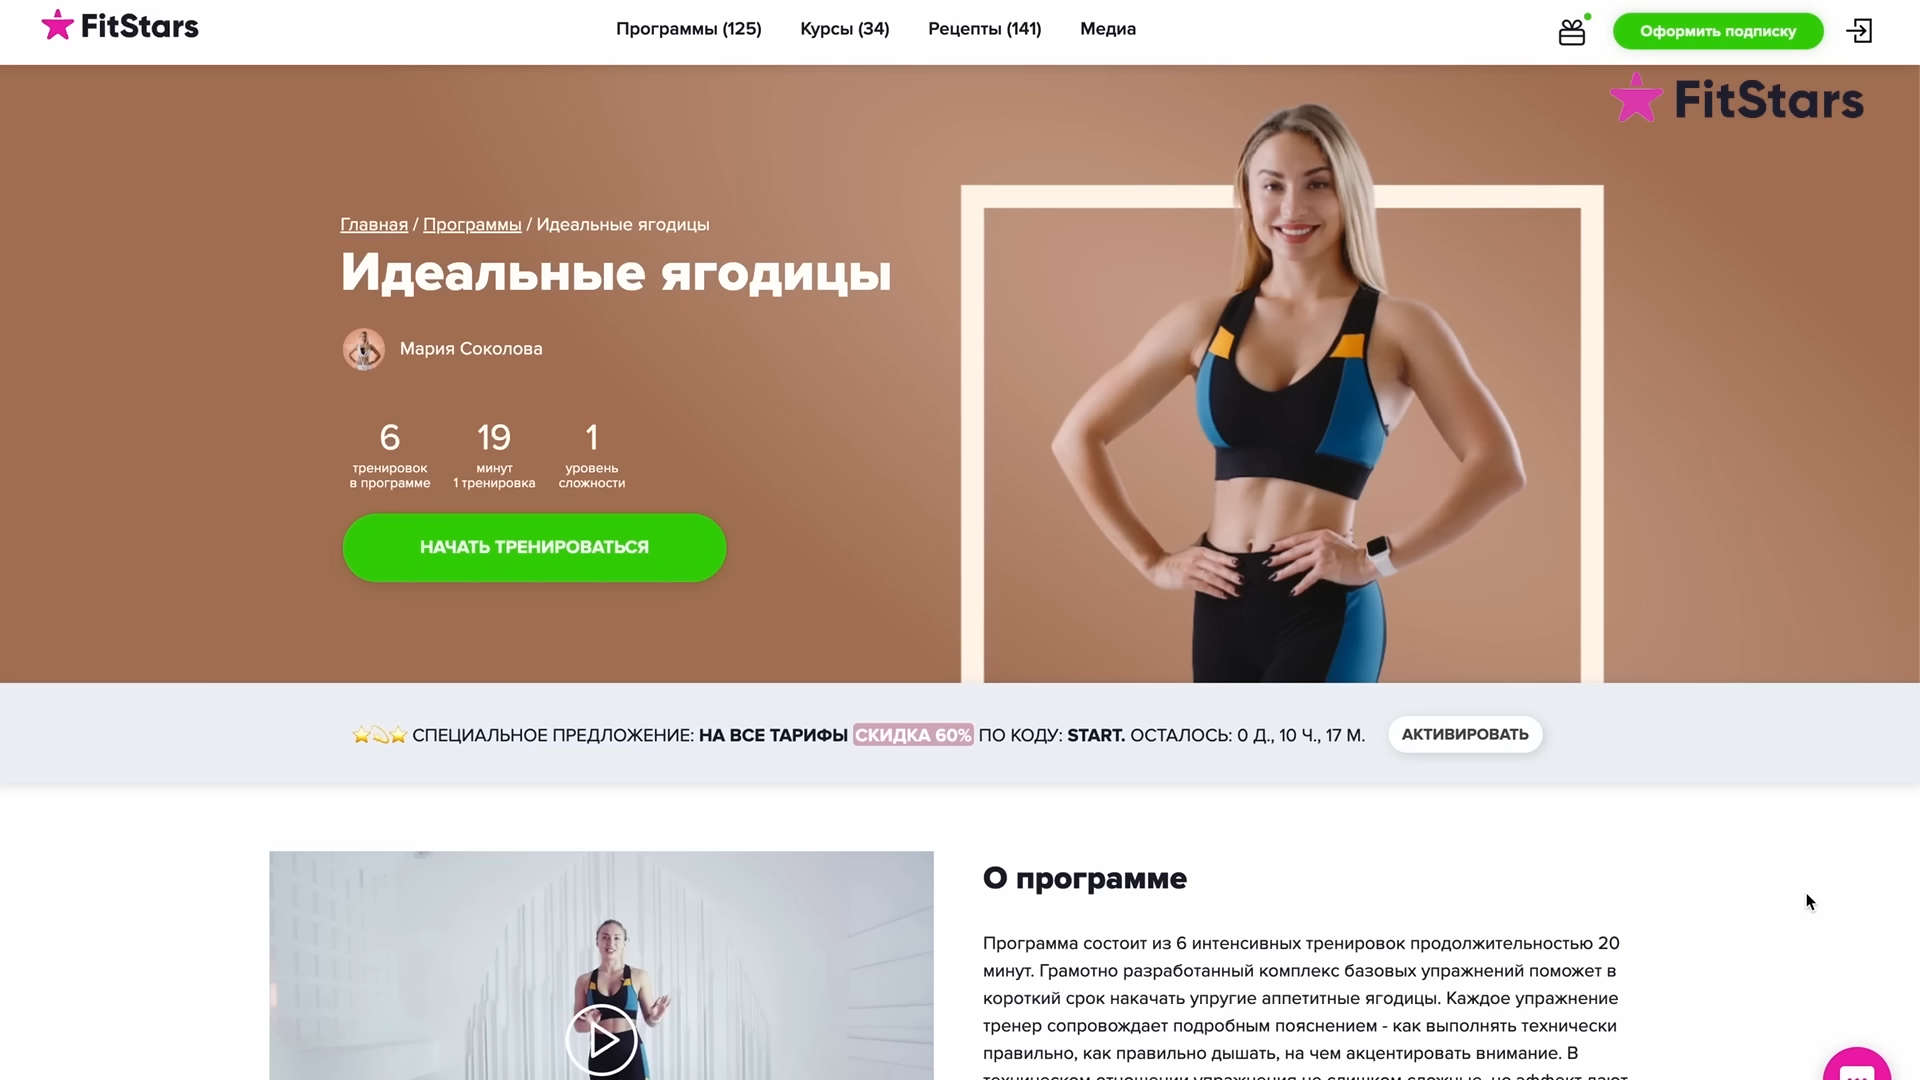 FitStars
Программы (125)
Курсы (34)
Рецепты (141)
Медиа
Оформить подписку
FitStars
Главная / Программы / Идеальные ягодицы
Идеальные ягодицы
Мария Соколова
6
тренировок
в программе
19
минут
1 тренировка
1
уровень
сложности
НАЧАТЬ ТРЕНИРОВАТЬСЯ
СПЕЦИАЛЬНОЕ ПРЕДЛОЖЕНИЕ: НА ВСЕ ТАРИФЫ СКИДКА 60% ПО КОДУ: START. ОСТАЛОСЬ: 0 Д., 10 Ч., 17 М.
АКТИВИРОВАТЬ
О программе
Программа состоит из 6 интенсивных тренировок продолжительностью 20
минут. Грамотно разработанный комплекс базовых упражнений поможет в
короткий срок накачать упругие аппетитные ягодицы. Каждое упражнение
тренер сопровождает подробным пояснением - как выполнять технически
правильно, как правильно дышать, на чем акцентировать внимание. В